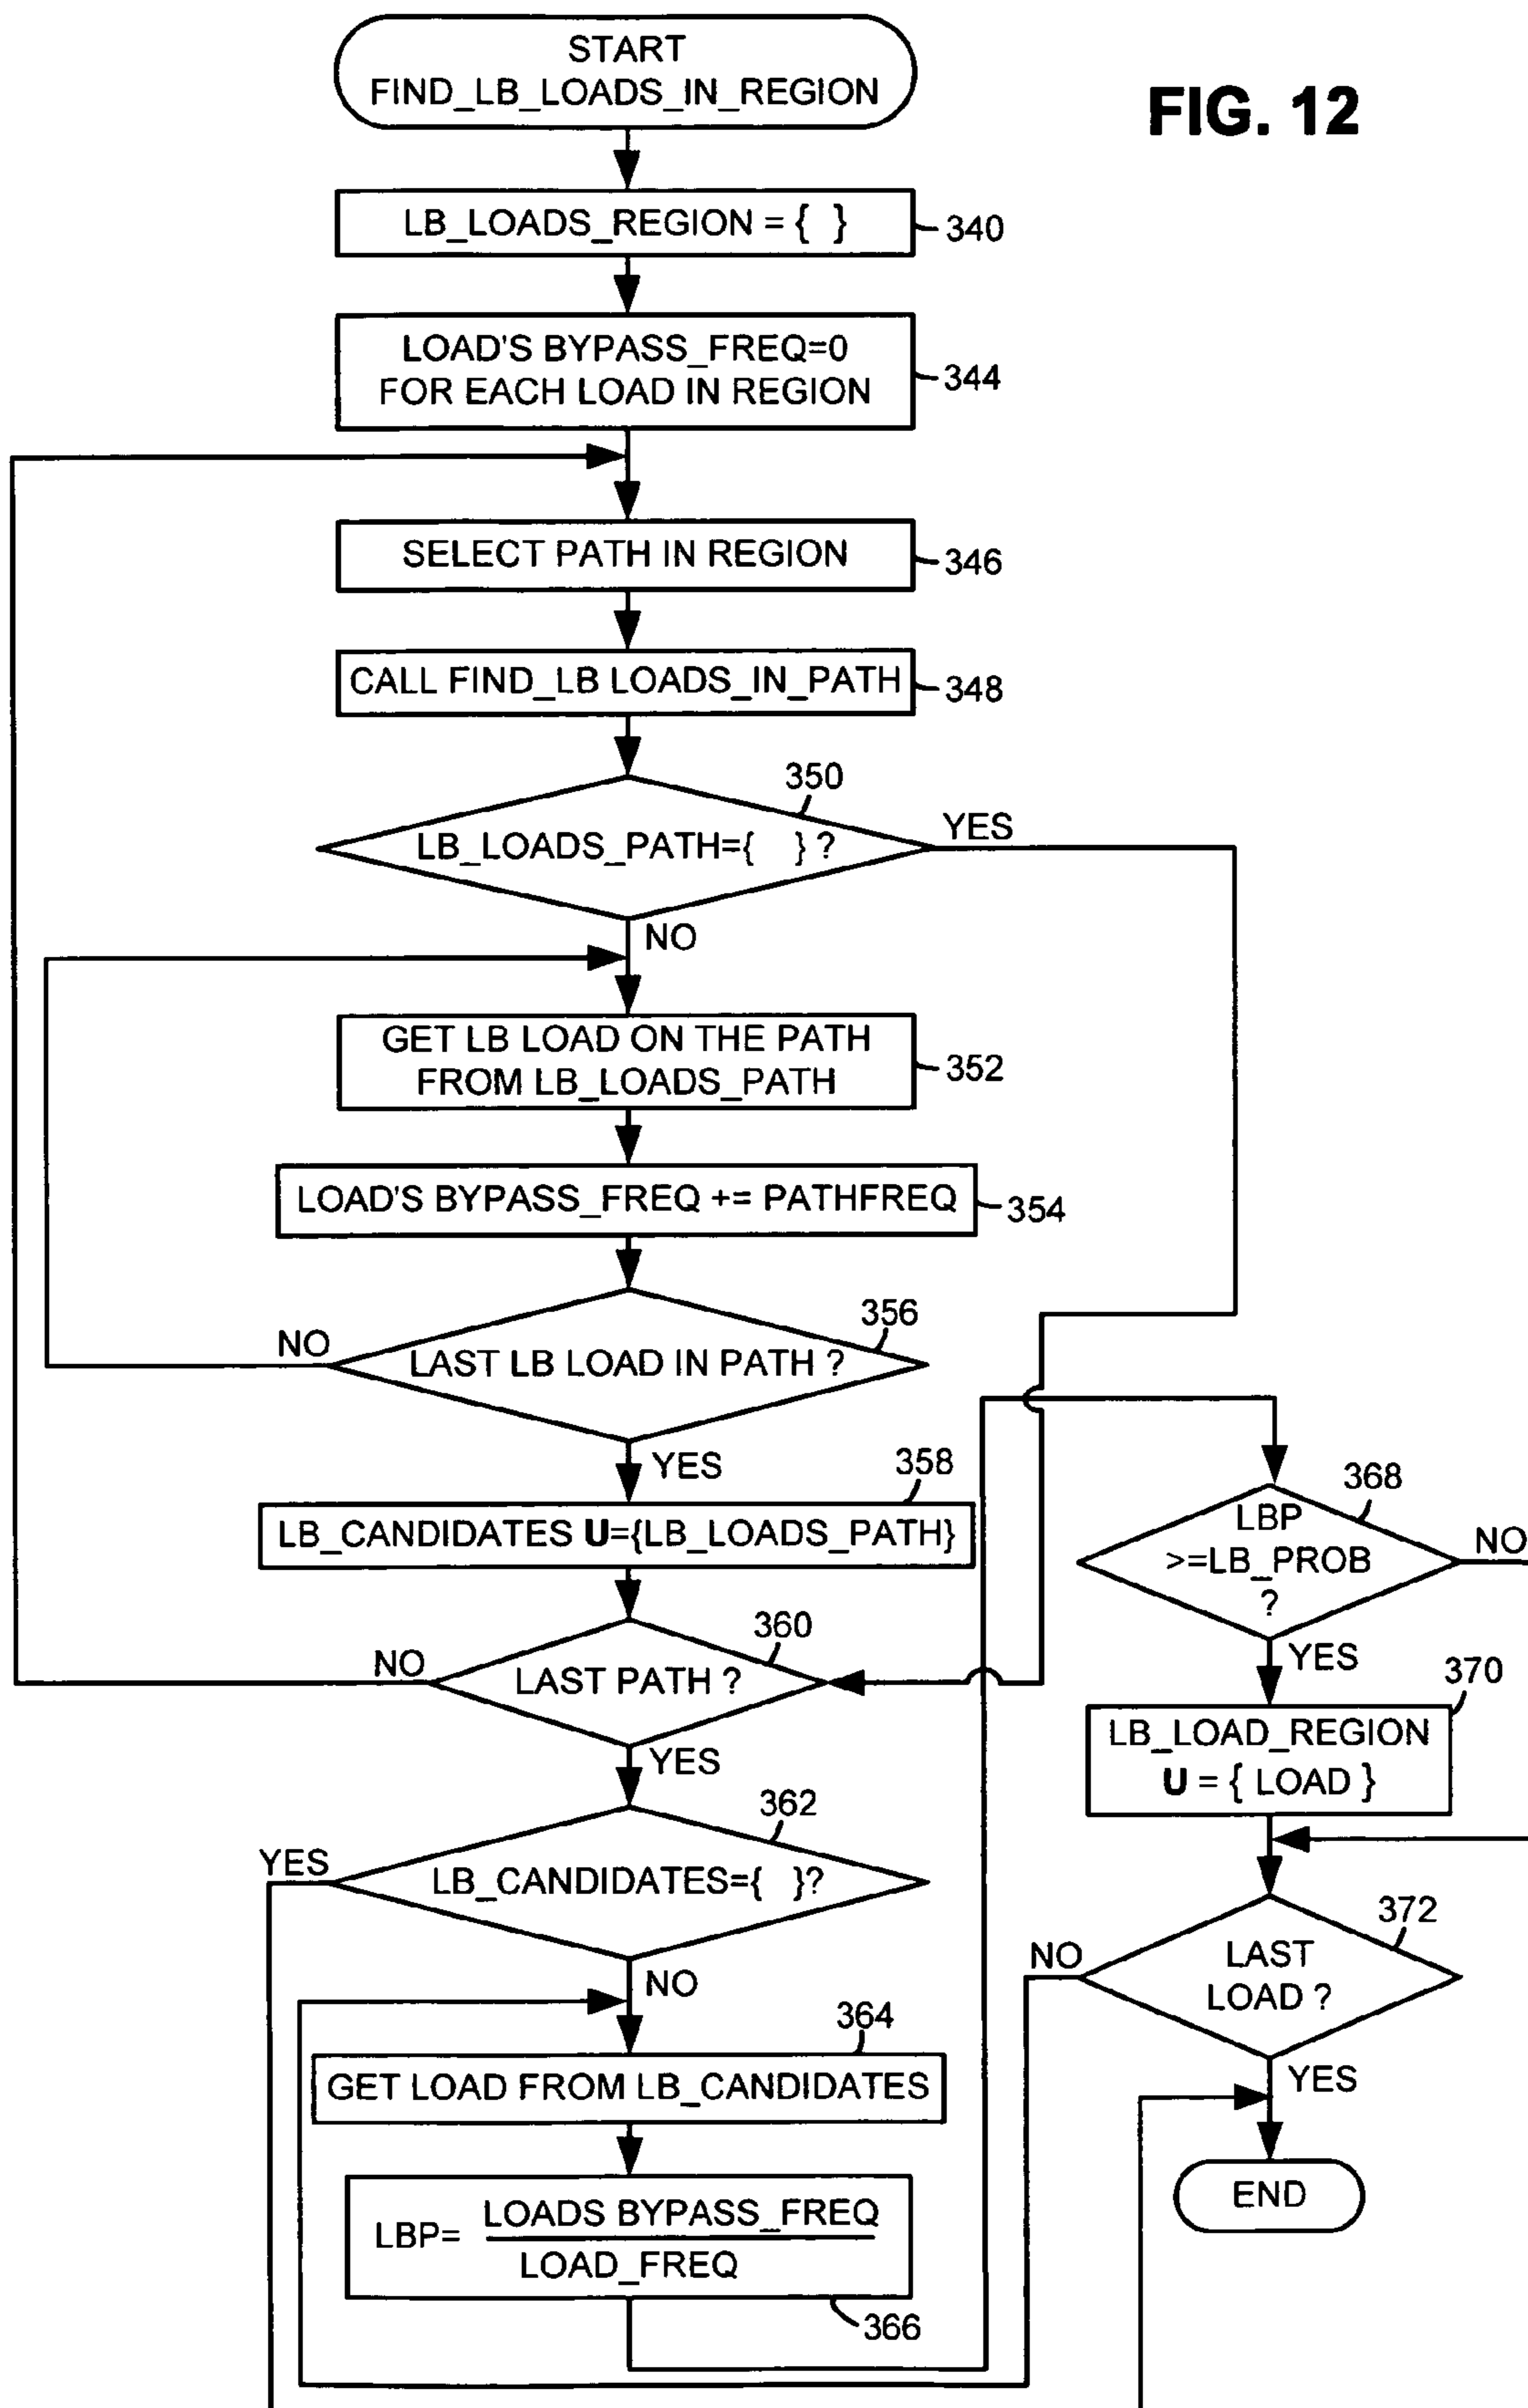 START
FIND_LB_LOADS_IN_REGION
FIG. 12
LB_LOADS_REGION = { }
340
LOAD'S BYPASS_FREQ=0
FOR EACH LOAD IN REGION
344
SELECT PATH IN REGION
346
CALL FIND_LB LOADS_IN_PATH
348
350
LB_LOADS_PATH={ } ?
YES
NO
GET LB LOAD ON THE PATH
FROM LB_LOADS_PATH
352
LOAD'S BYPASS_FREQ += PATHFREQ
354
356
NO
LAST LB LOAD IN PATH ?
YES
358
LB_CANDIDATES U={LB_LOADS_PATH}
360
NO
LAST PATH ?
YES
362
YES
LB_CANDIDATES={ }?
NO
364
GET LOAD FROM LB_CANDIDATES
LBP= LOADS BYPASS_FREQ
LOAD_FREQ
366
368
LBP
>=LB_PROB
?
NO
YES
370
LB_LOAD_REGION
U = { LOAD }
372
NO
LAST
LOAD ?
YES
END